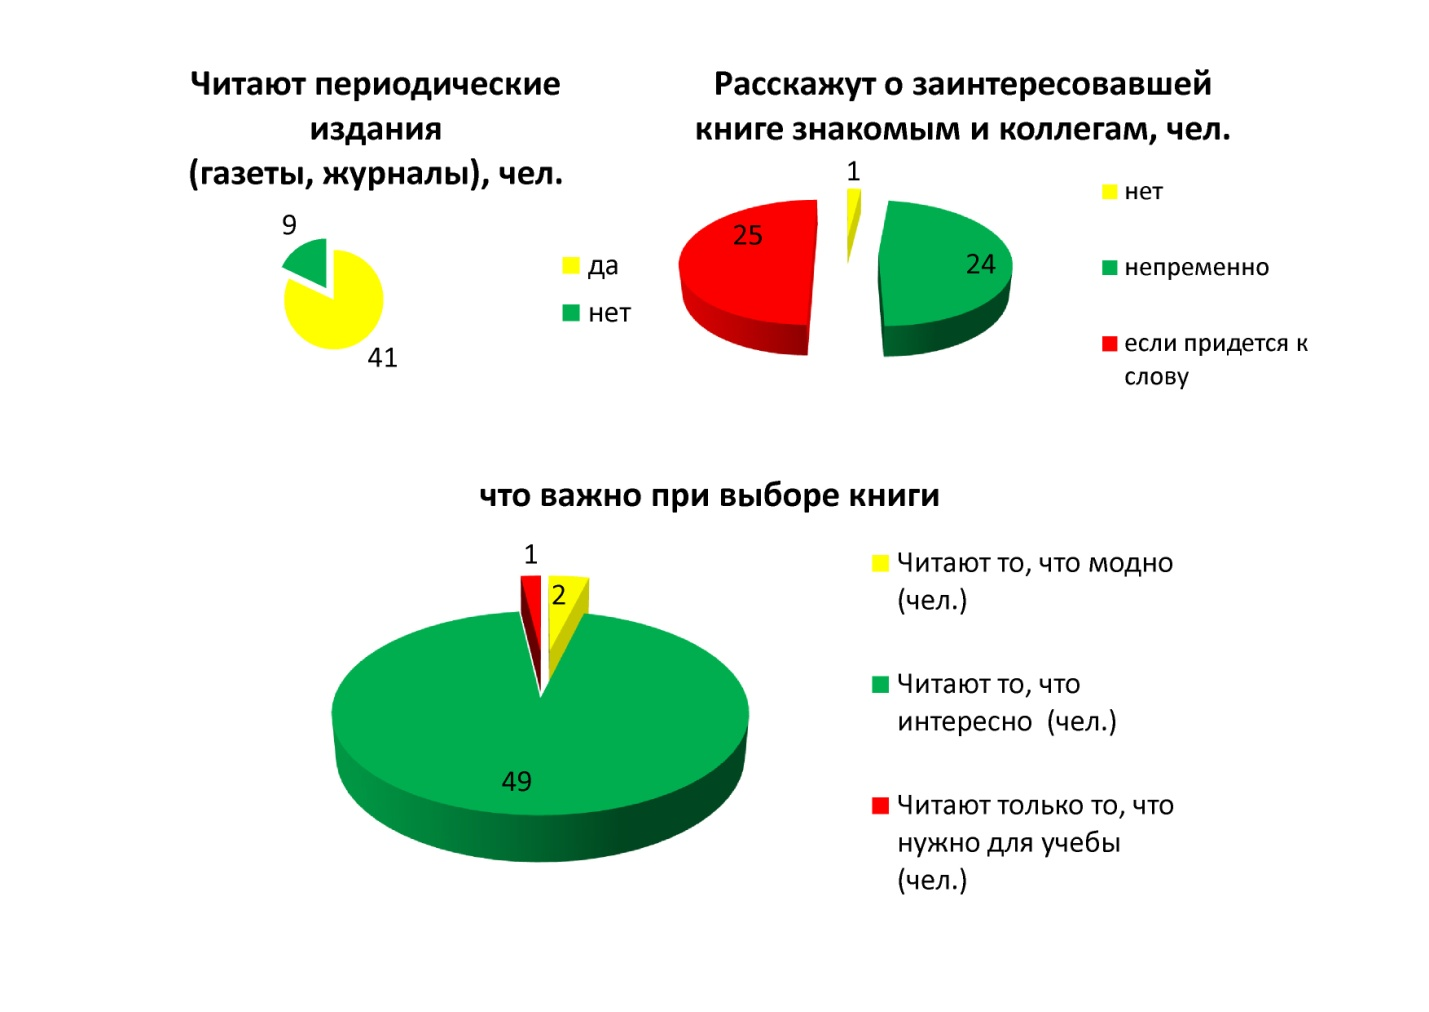 Читают периодические
издания
(газеты, журналы), чел.
9
41
да
нет
Расскажут о заинтересовавшей
книге знакомым и коллегам, чел.
1
25
24
нет
непременно
если придется к
слову
что важно при выборе книги
1
2
49
Читают то, что модно
(чел.)
Читают то, что
интересно  (чел.)
Читают только то, что
нужно для учебы
(чел.)